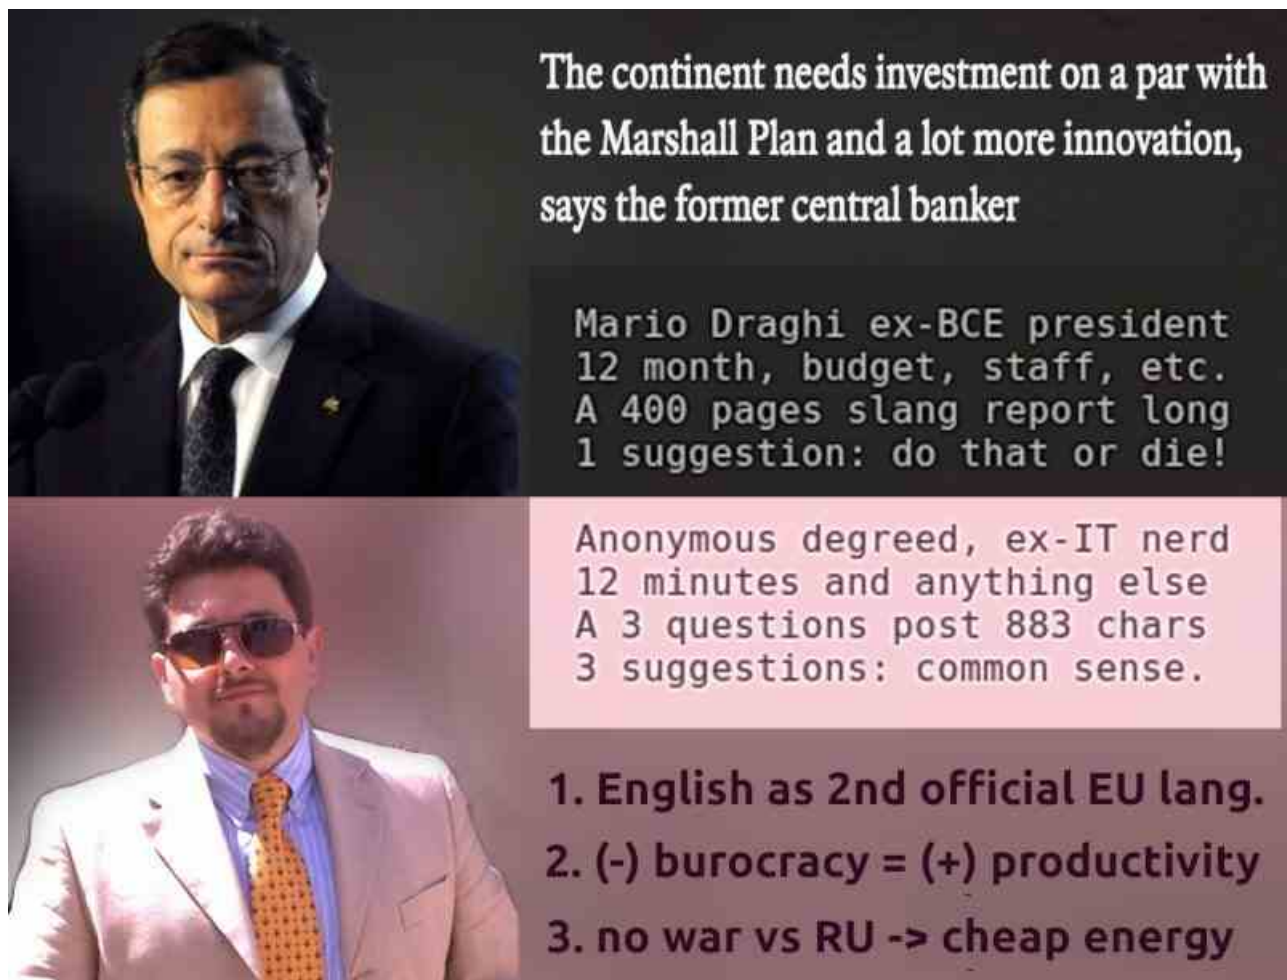 The continent needs investment on a par with
the Marshall Plan and a lot more innovation,
says the former central banker
Mario Draghi ex-BCE president
12 month, budget, staff, etc.
A 400 pages slang report long
1 suggestion: do that or die!
Anonymous degreed, ex-IT nerd
12 minutes and anything else
A 3 questions post 883 chars
3 suggestions: common sense.
1. English as 2nd official EU lang.
2. (-) burocracy = (+) productivity
3. no war vs RU -> cheap energy